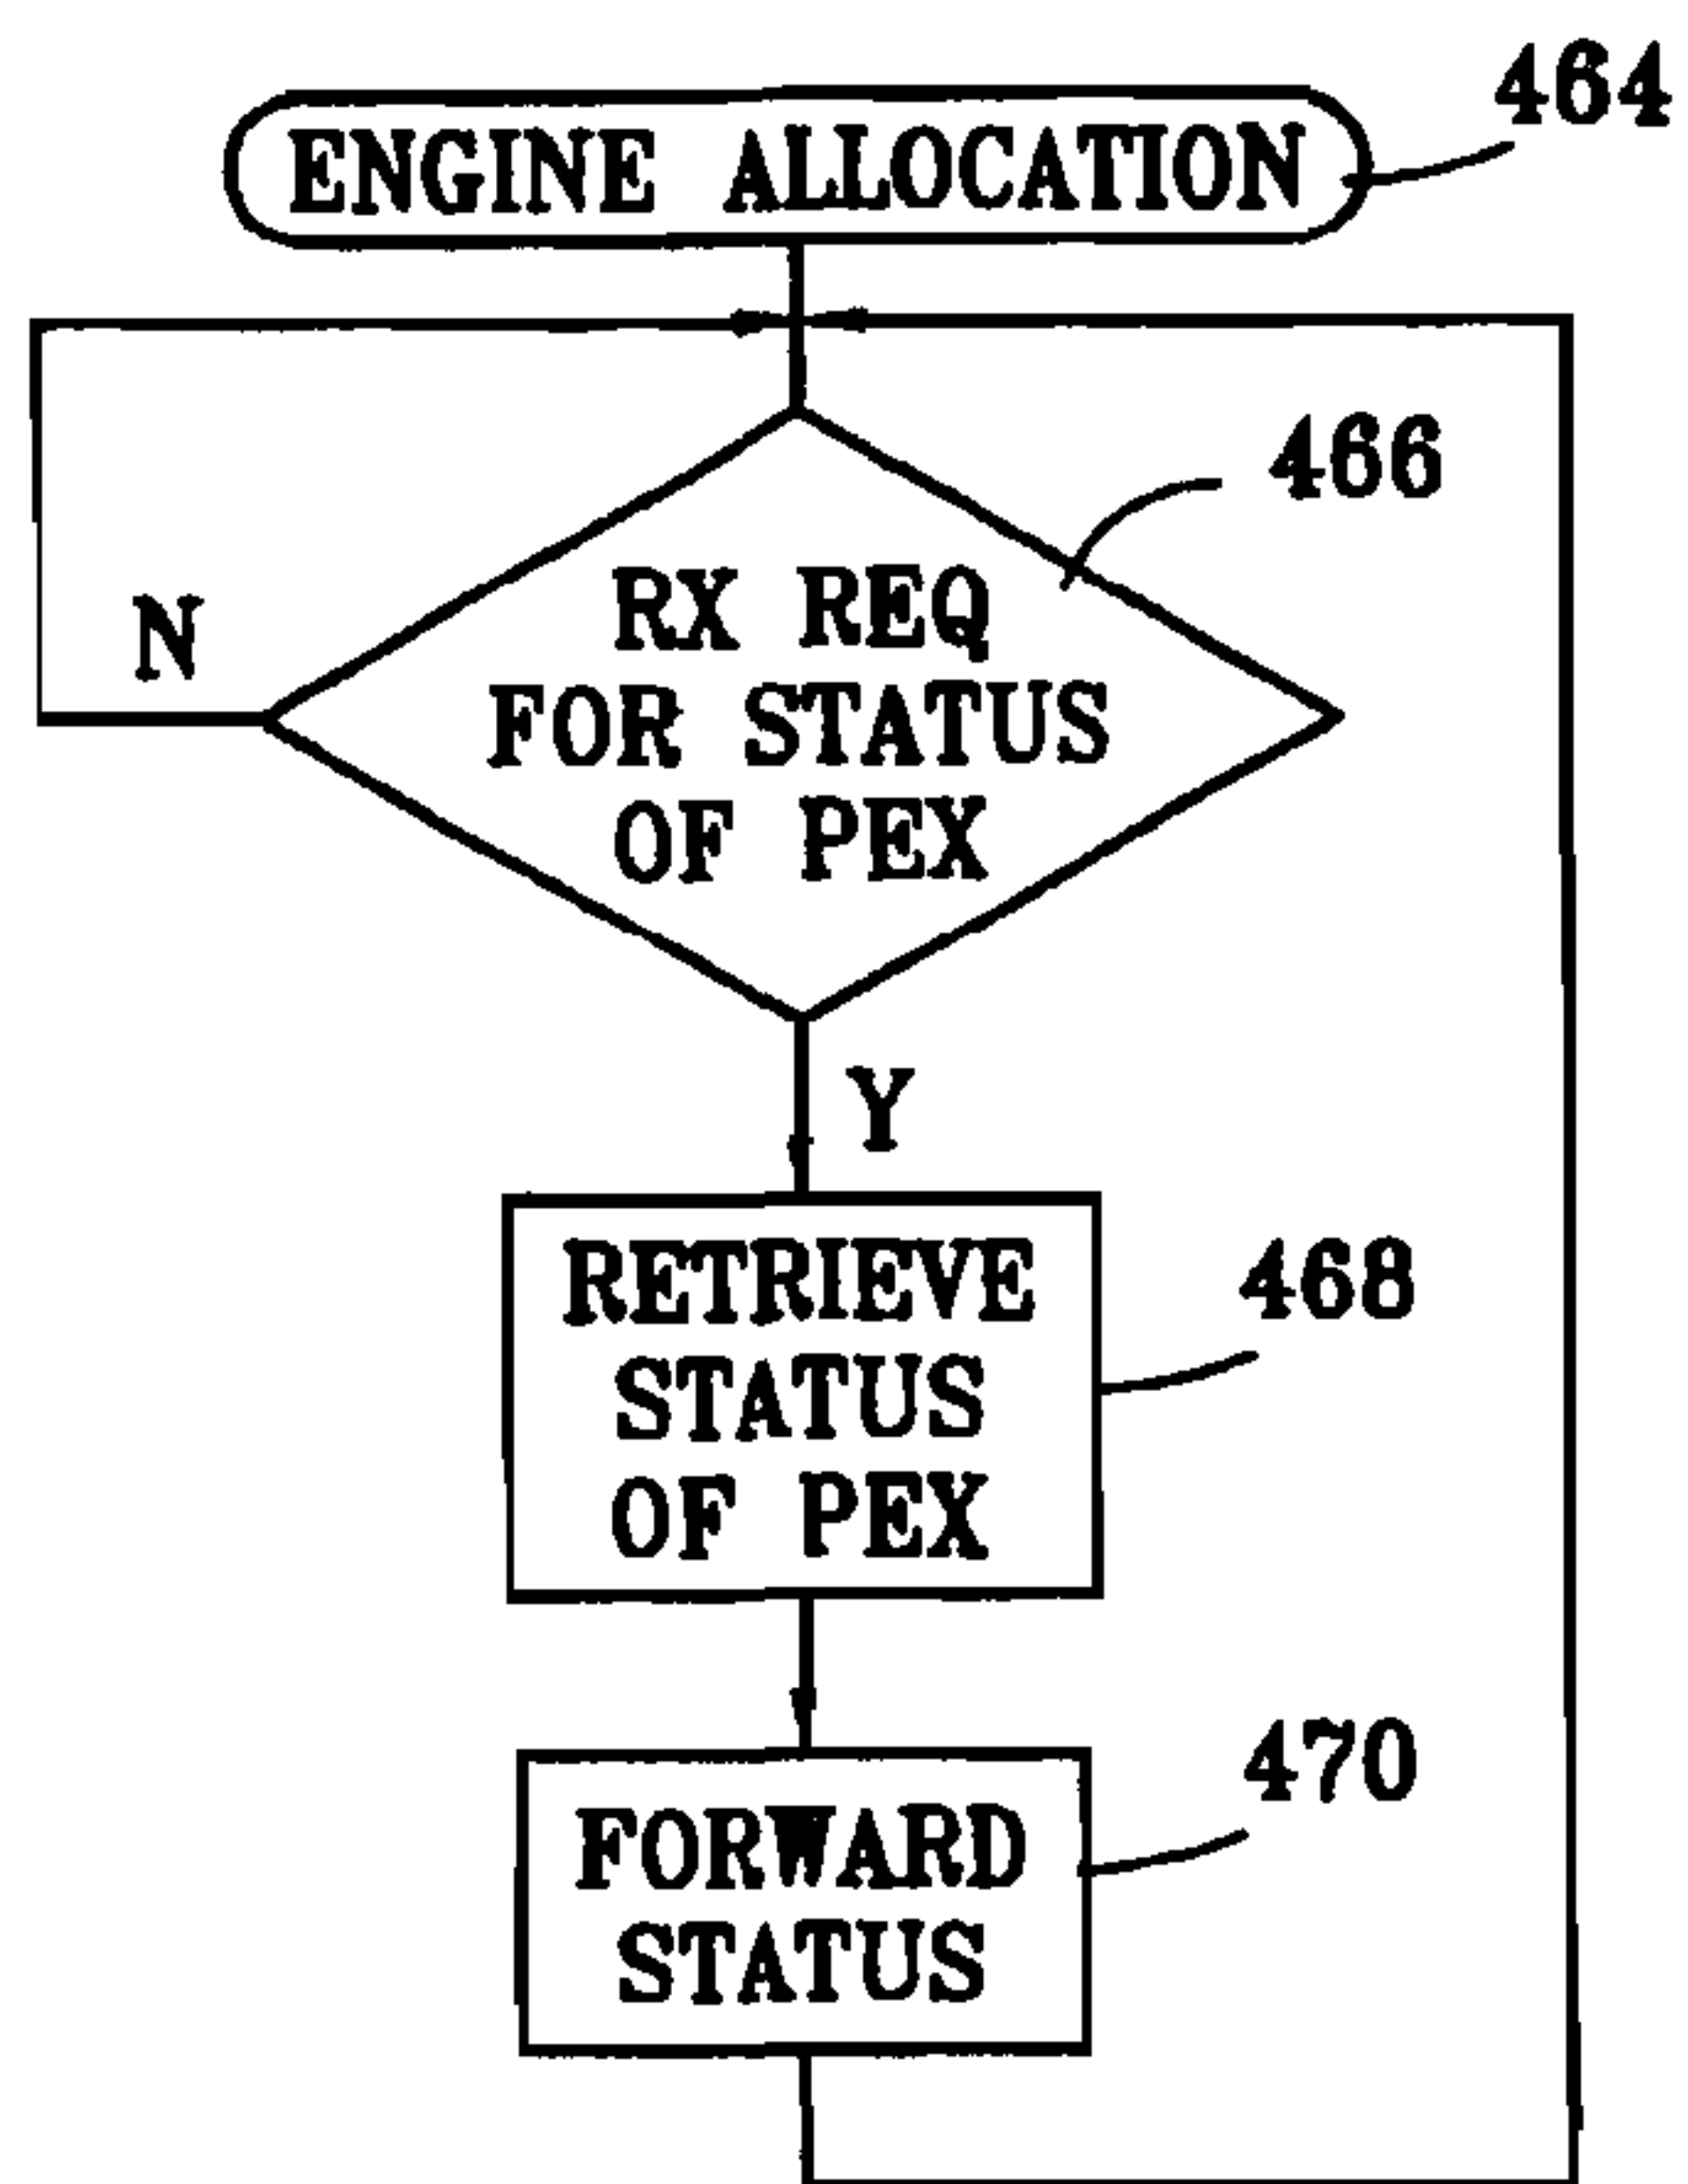 464
ENGINE ALLOCATION
466
RX REQ
FOR STATUS
OF PEX
N
Y
RETRIEVE
STATUS
OF PEX
468
FORWARD
STATUS
470